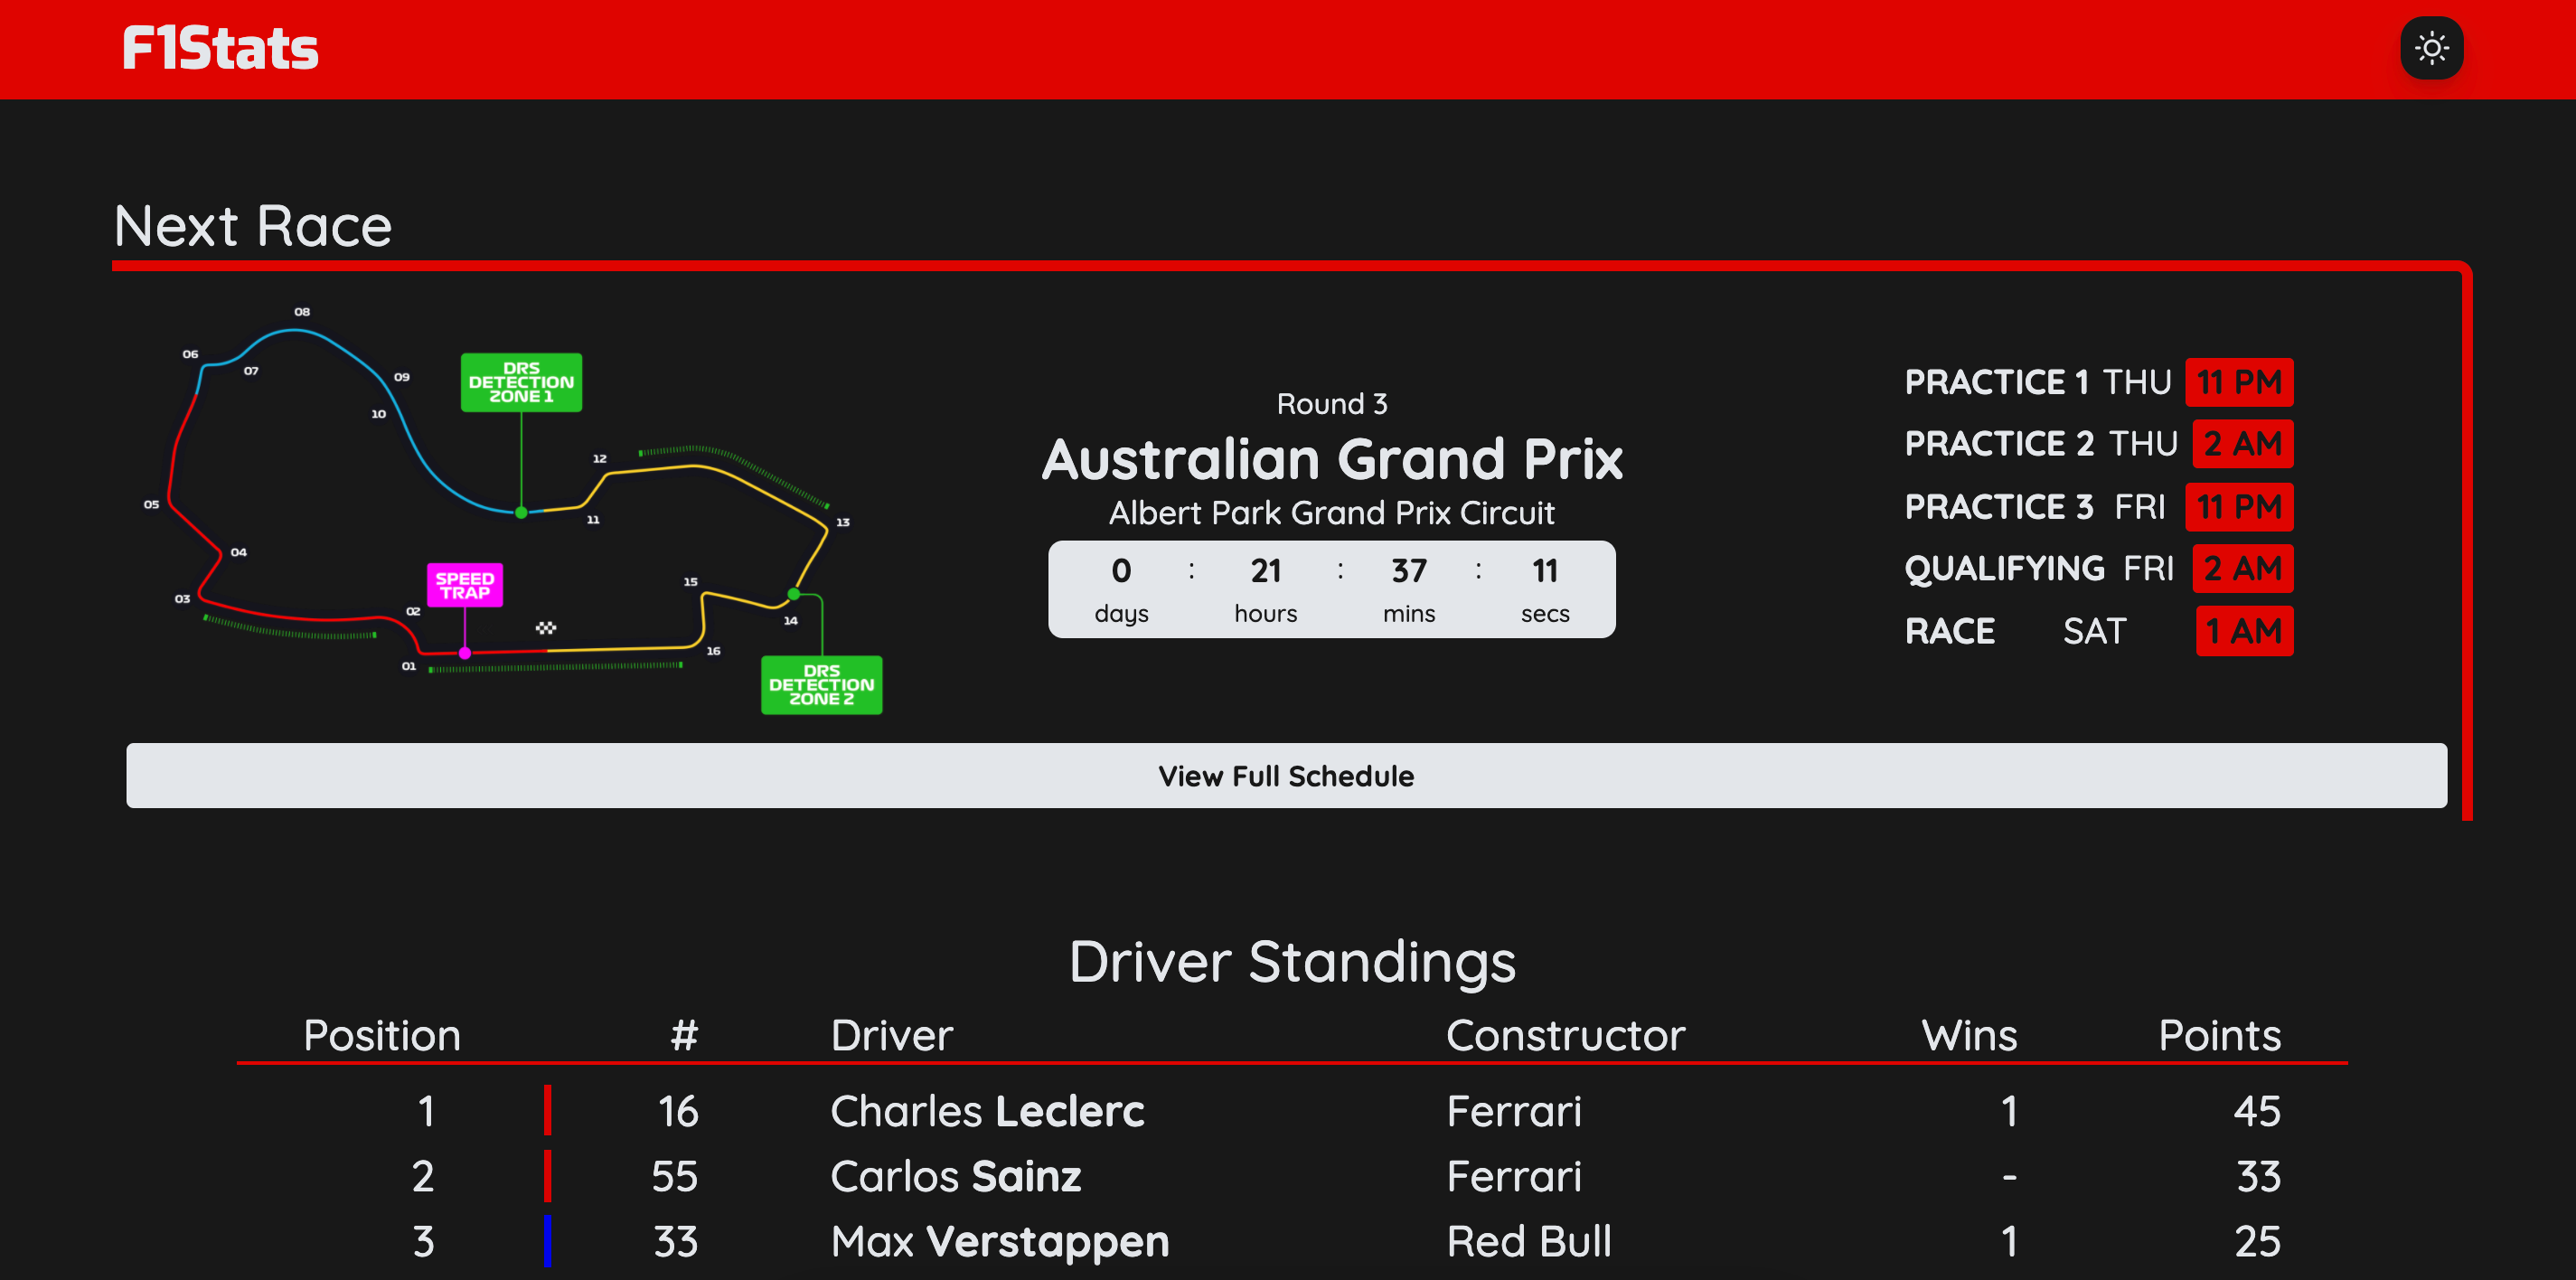 F1Stats
Next Race
08
06
07
09
10
DRS
DETECTION
ZONE 1
12
11
13
05
04
03
02
SPEED
TRAP
01
15
14
16
DRS
DETECTION
ZONE 2
Round 3
Australian Grand Prix
Albert Park Grand Prix Circuit
0 : 21 : 37 : 11
days hours mins secs
PRACTICE 1 THU 11 PM
PRACTICE 2 THU 2 AM
PRACTICE 3 FRI 11 PM
QUALIFYING FRI 2 AM
RACE SAT 1 AM
View Full Schedule
Driver Standings
Position # Driver Constructor Wins Points
1 16 Charles Leclerc Ferrari 1 45
2 55 Carlos Sainz Ferrari - 33
3 33 Max Verstappen Red Bull 1 25